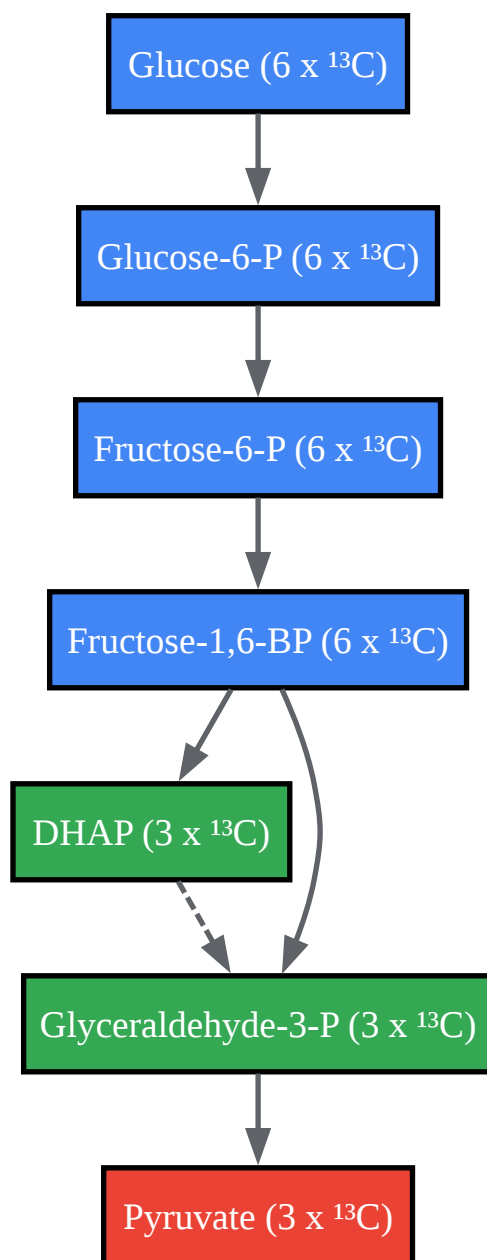 Glucose (6 x ¹³C)
Glucose-6-P (6 x ¹³C)
Fructose-6-P (6 x ¹³C)
Fructose-1,6-BP (6 x ¹³C)
DHAP (3 x ¹³C)
Glyceraldehyde-3-P (3 x ¹³C)
Pyruvate (3 x ¹³C)